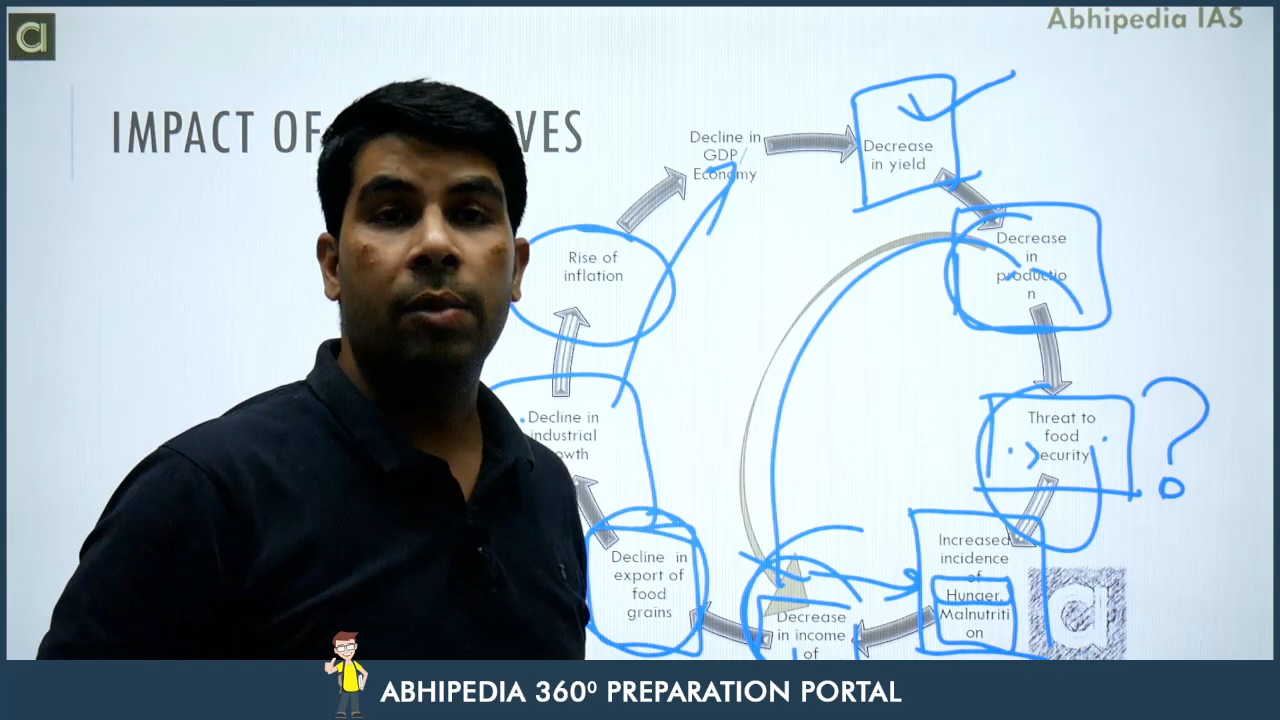 Abhipedia IAS
IMPACT OF
VES
Decline in
GDP/
Economy
Decrease
in yield
Decrease
in
productio
n
Threat to
food
ecurity
Increased
incidence
of
Hunger,
Malnutriti
on
Decrease
in income
of
Decline in
export of
food
grains
Decline in
industrial
owth
Rise of
inflation
?
ABHIPEDIA 360⁰ PREPARATION PORTAL